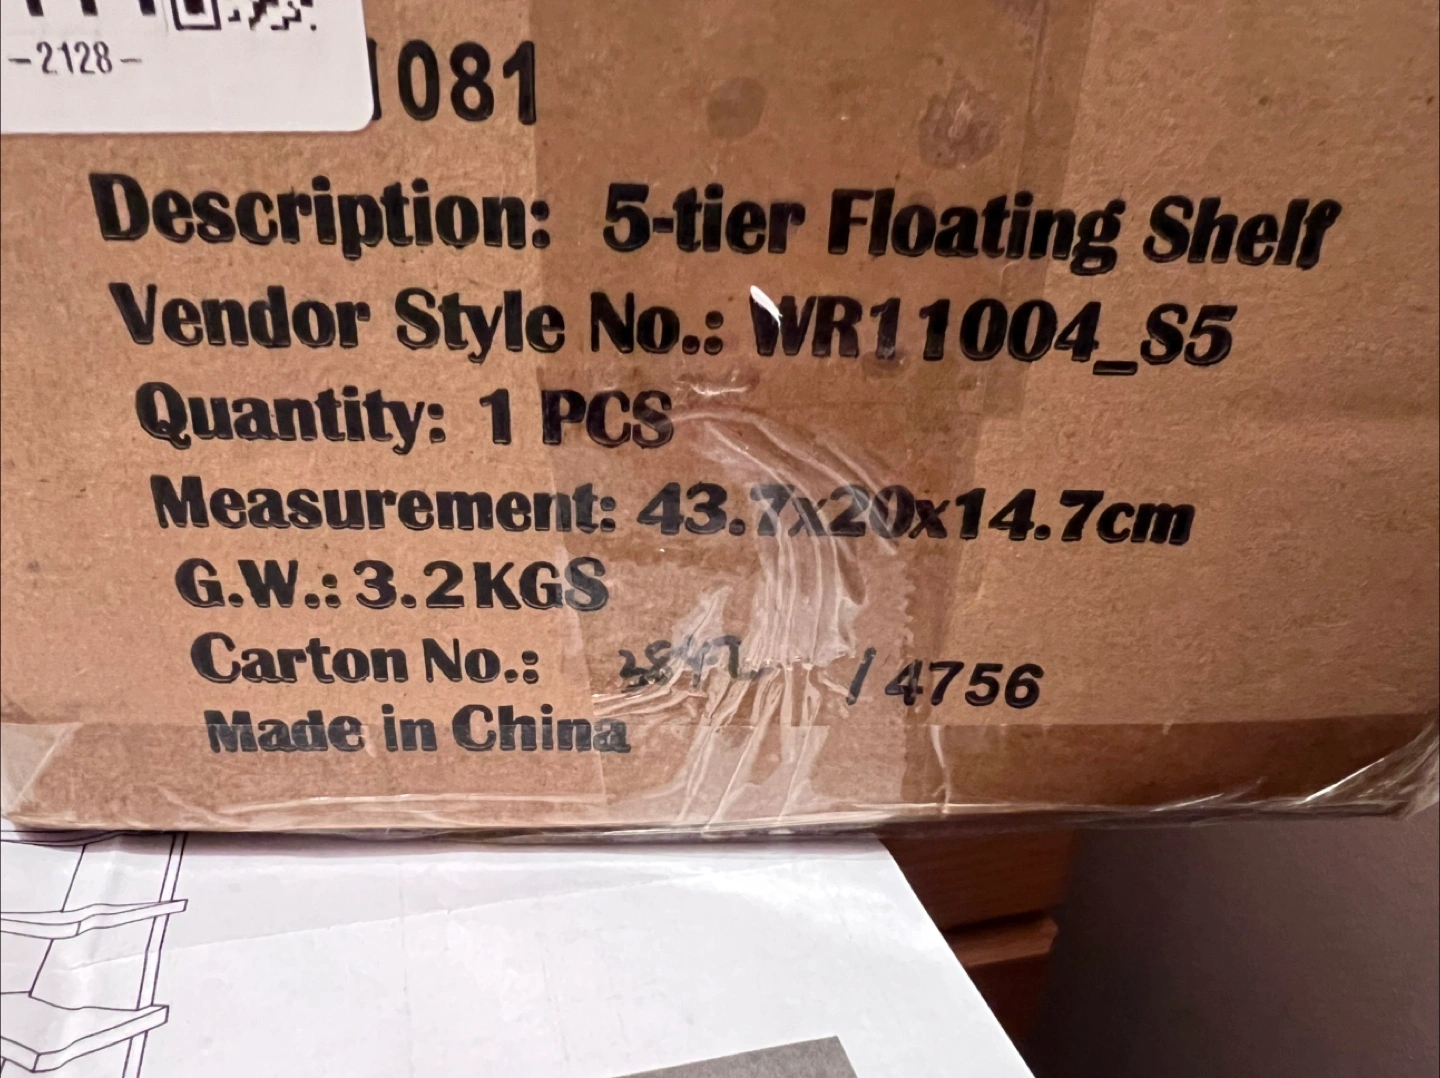 -2128-
081
Description: 5-tier Floating Shelf
Vendor Style No.: WR11004_S5
Quantity: 1 PCS
Measurement: 43.7x20x14.7cm
G.W.: 3.2KGS
Carton No.: / 4756
Made in China